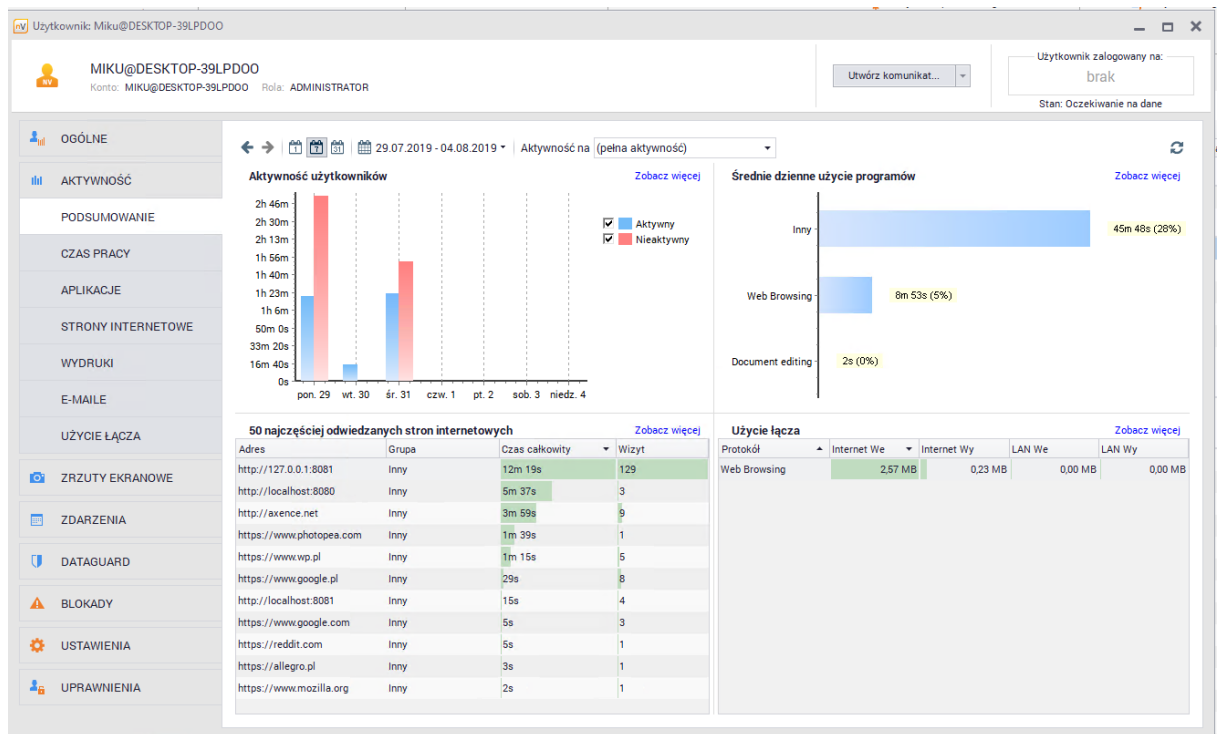 nV Użytkownik: Miku@DESKTOP-39LPDOO
NV
MIKU@DESKTOP-39LPDOO
Konto: MIKU@DESKTOP-39LPDOO Rola: ADMINISTRATOR
Utwórz komunikat...
Użytkownik zalogowany na:
brak
Stan: Oczekiwanie na dane
OGÓLNE
AKTYWNOŚĆ
PODSUMOWANIE
CZAS PRACY
APLIKACJE
STRONY INTERNETOWE
WYDRUKI
E-MAILE
UŻYCIE ŁĄCZA
ZRZUTY EKRANOWE
ZDARZENIA
DATAGUARD
BLOKADY
USTAWIENIA
UPRAWNIENIA
1 7 31 29.07.2019 - 04.08.2019 Aktywność na (pełna aktywność)
Aktywność użytkowników Zobacz więcej
2h 46m
2h 30m
2h 13m
1h 56m
1h 40m
1h 23m
1h 6m
50m 0s
33m 20s
16m 40s
0s
pon. 29 wt. 30 śr. 31 czw. 1 pt. 2 sob. 3 niedz. 4
Aktywny
Nieaktywny
Średnie dzienne użycie programów Zobacz więcej
Inny 45m 48s (28%)
Web Browsing 8m 53s (5%)
Document editing 2s (0%)
50 najczęściej odwiedzanych stron internetowych Zobacz więcej
Adres Grupa Czas całkowity Wizyt
http://127.0.0.1:8081 Inny 12m 19s 129
http://localhost:8080 Inny 5m 37s 3
http://axence.net Inny 3m 59s 9
https://www.photopea.com Inny 1m 39s 1
https://www.wp.pl Inny 1m 15s 5
https://www.google.pl Inny 29s 8
http://localhost:8081 Inny 15s 4
https://www.google.com Inny 5s 3
https://reddit.com Inny 5s 1
https://allegro.pl Inny 3s 1
https://www.mozilla.org Inny 2s 1
Użycie łącza Zobacz więcej
Protokół Internet We Internet Wy LAN We LAN Wy
Web Browsing 2,57 MB 0,23 MB 0,00 MB 0,00 MB